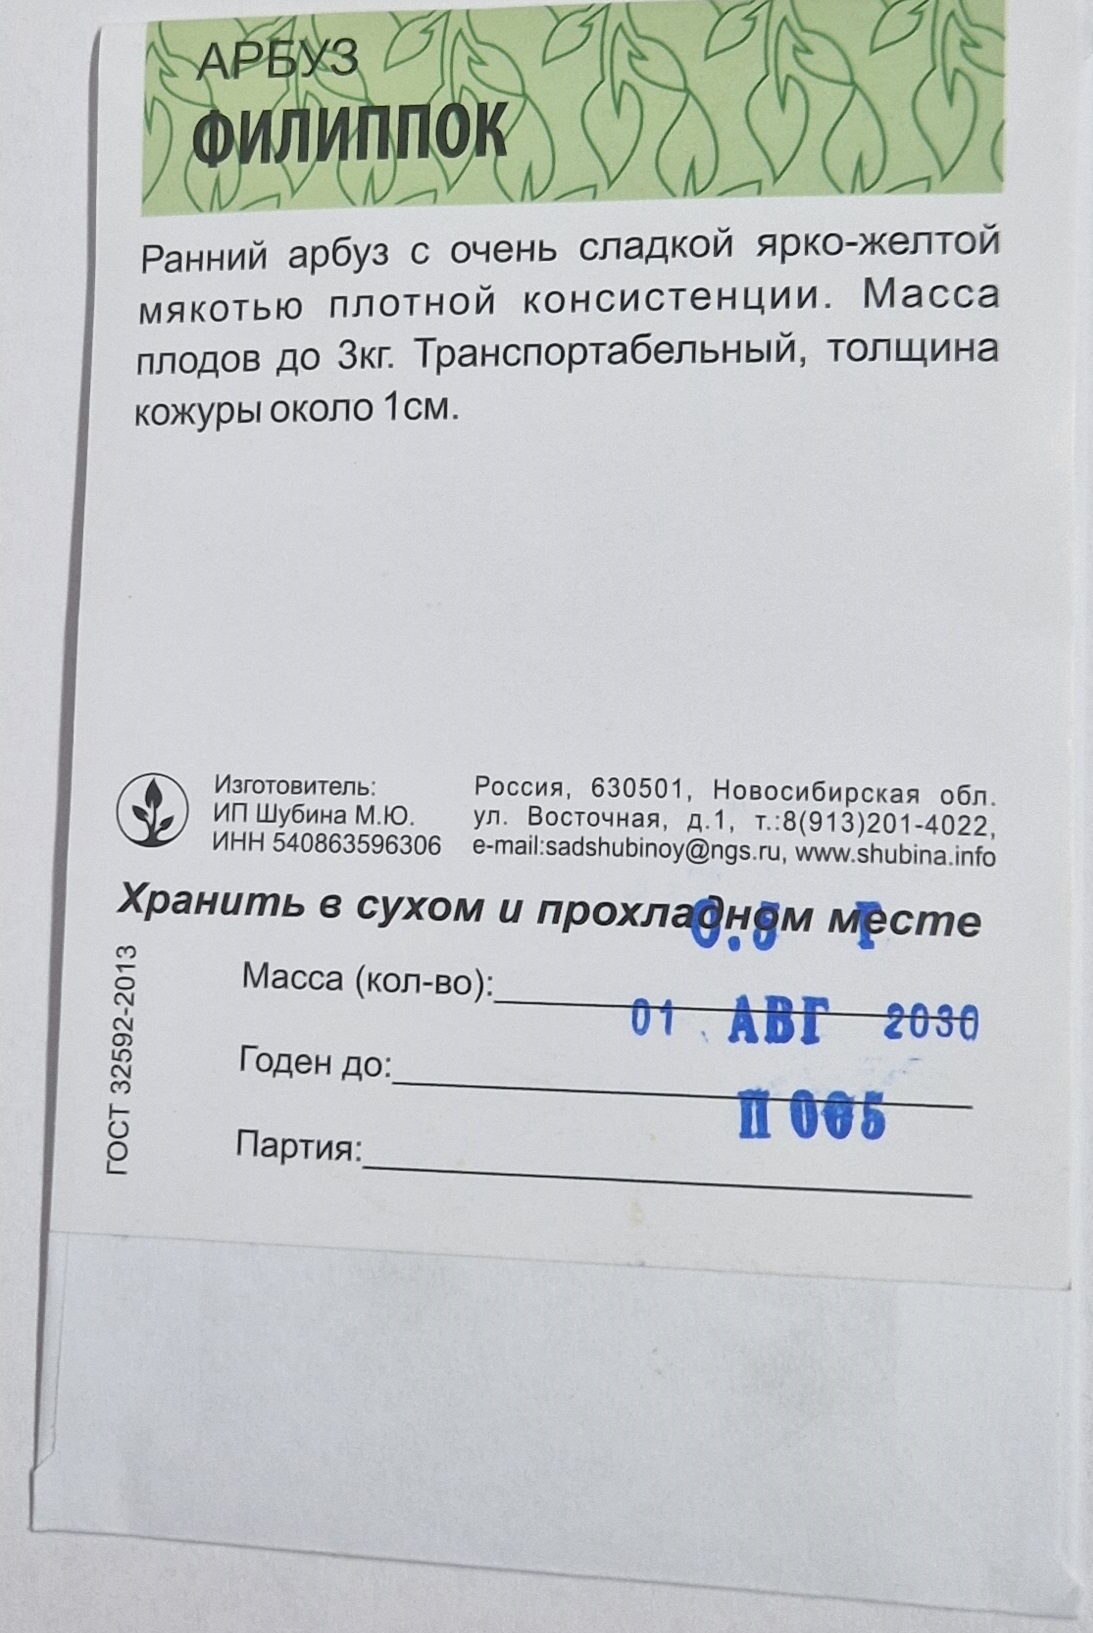 АРБУЗ
ФИЛИППОК
Ранний арбуз с очень сладкой ярко-желтой
мякотью плотной консистенции. Масса
плодов до 3кг. Транспортабельный, толщина
кожуры около 1см.
Изготовитель:
ИП Шубина М.Ю.
ИНН 540863596306
Россия, 630501, Новосибирская обл.
ул. Восточная, д.1, т.:8(913)201-4022,
e-mail:sadshubinoy@ngs.ru, www.shubina.info
Хранить в сухом и прохладном месте
ГОСТ 32592-2013
Масса (кол-во): 0.5 Г
Годен до: 01 АВГ 2030
Партия: П 005